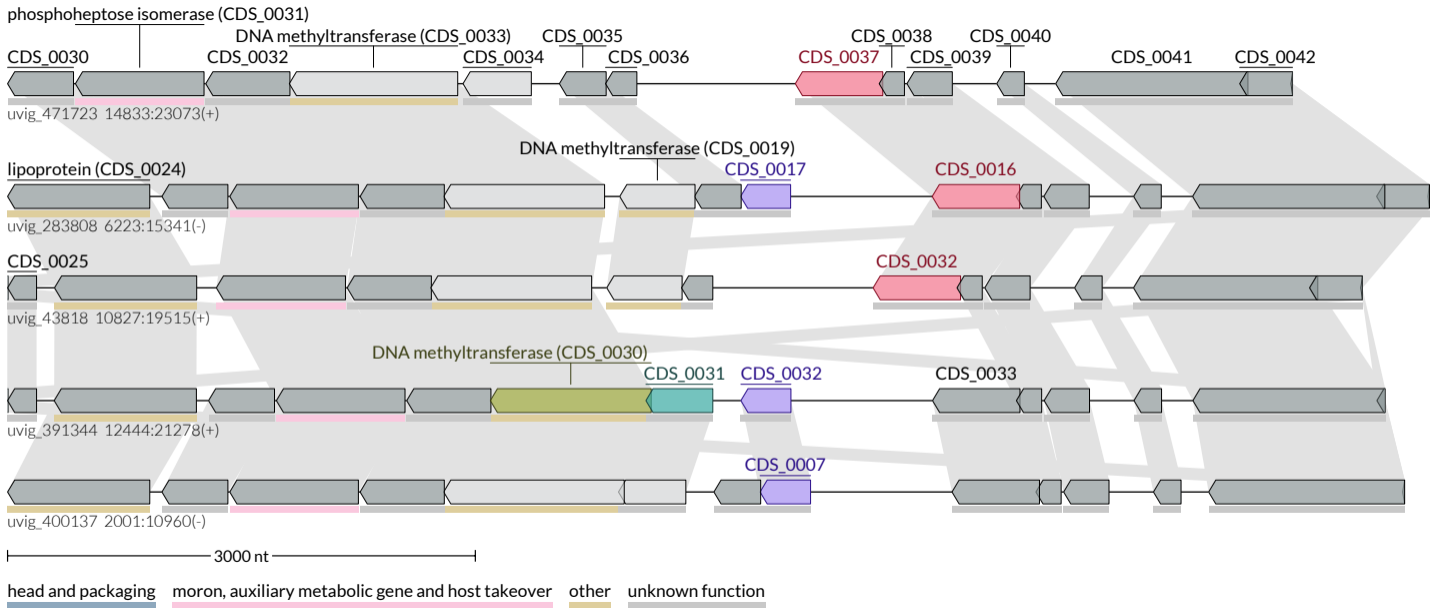 phosphoheptose isomerase (CDS_0031)
DNA methyltransferase (CDS_0033) CDS_0035 CDS_0038 CDS_0040
CDS_0030 CDS_0032 CDS_0034 CDS_0036 CDS_0037 CDS_0039 CDS_0041 CDS_0042
uvig_471723 14833:23073(+)
DNA methyltransferase (CDS_0019)
lipoprotein (CDS_0024) CDS_0017 CDS_0016
uvig_283808 6223:15341(-)
CDS_0025 CDS_0032
uvig_43818 10827:19515(+)
DNA methyltransferase (CDS_0030)
CDS_0031 CDS_0032 CDS_0033
uvig_391344 12444:21278(+)
CDS_0007
uvig_400137 2001:10960(-)
3000 nt
head and packaging moron, auxiliary metabolic gene and host takeover other unknown function